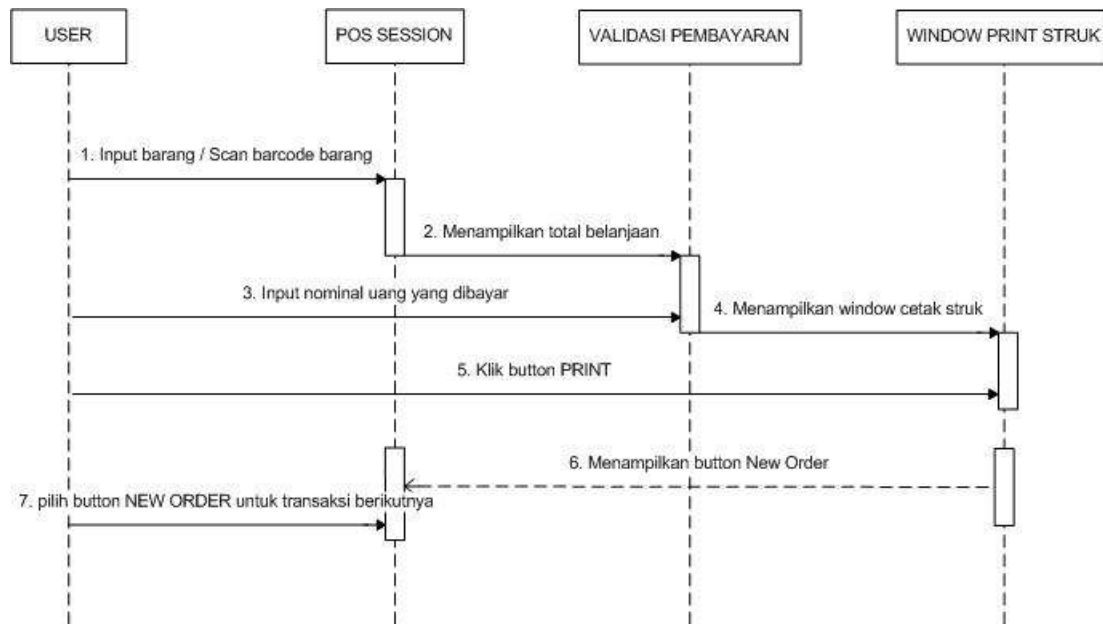 USER
POS SESSION
VALIDASI PEMBAYARAN
WINDOW PRINT STRUK
1. Input barang / Scan barcode barang
2. Menampilkan total belanjaan
3. Input nominal uang yang dibayar
4. Menampilkan window cetak struk
5. Klik button PRINT
6. Menampilkan button New Order
7. pilih button NEW ORDER untuk transaksi berikutnya